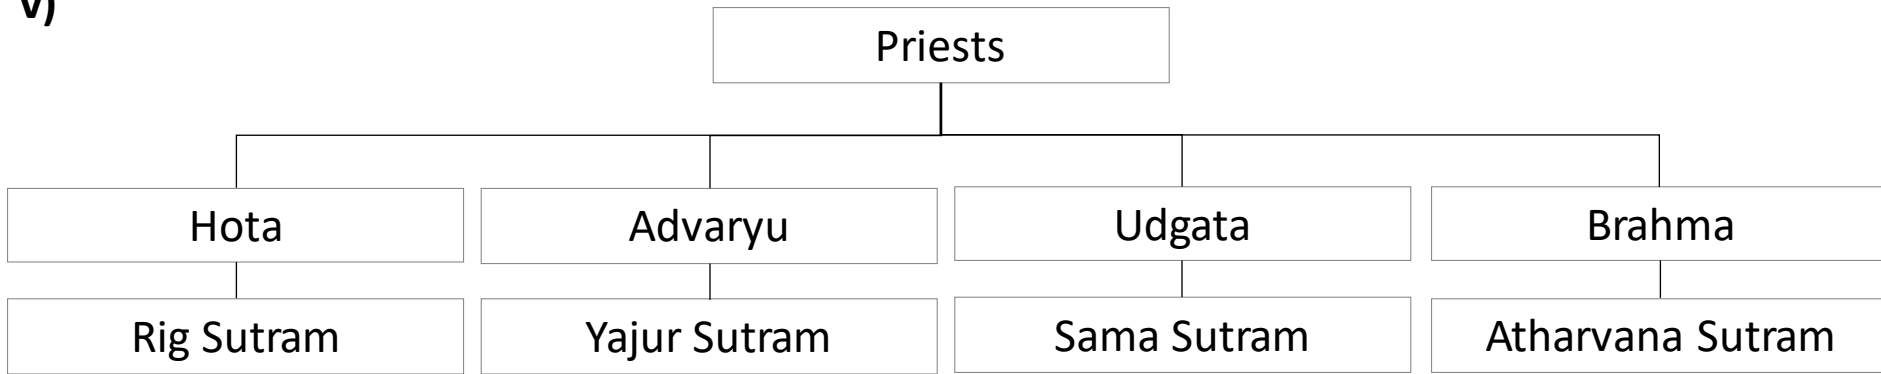 V)
Priests
Hota
Advaryu
Udgata
Brahma
Rig Sutram
Yajur Sutram
Sama Sutram
Atharvana Sutram